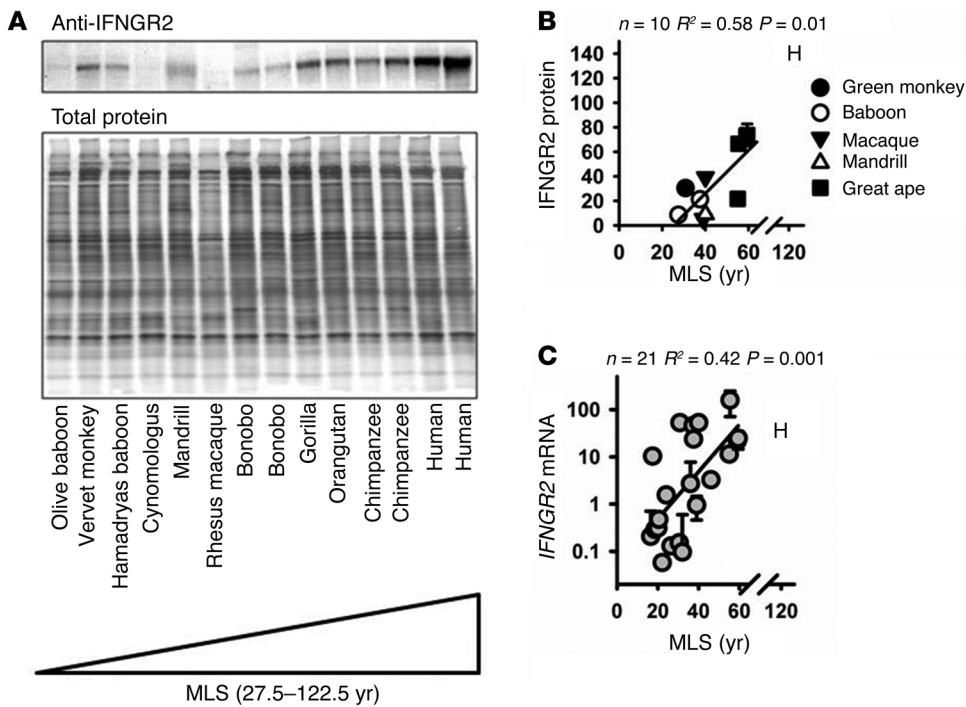 A
Anti-IFNGR2
Total protein
Olive baboon
Vervet monkey
Hamadryas baboon
Cynomologus
Mandrill
Rhesus macaque
Bonobo
Bonobo
Gorilla
Orangutan
Chimpanzee
Chimpanzee
Human
Human
MLS (27.5–122.5 yr)
B
n = 10 R² = 0.58 P = 0.01
IFNGR2 protein
140
120
100
80
60
40
20
0
H
Green monkey
Baboon
Macaque
Mandrill
Great ape
0 20 40 60 120
MLS (yr)
C
n = 21 R² = 0.42 P = 0.001
IFNGR2 mRNA
100
10
1
0.1
H
0 20 40 60 120
MLS (yr)